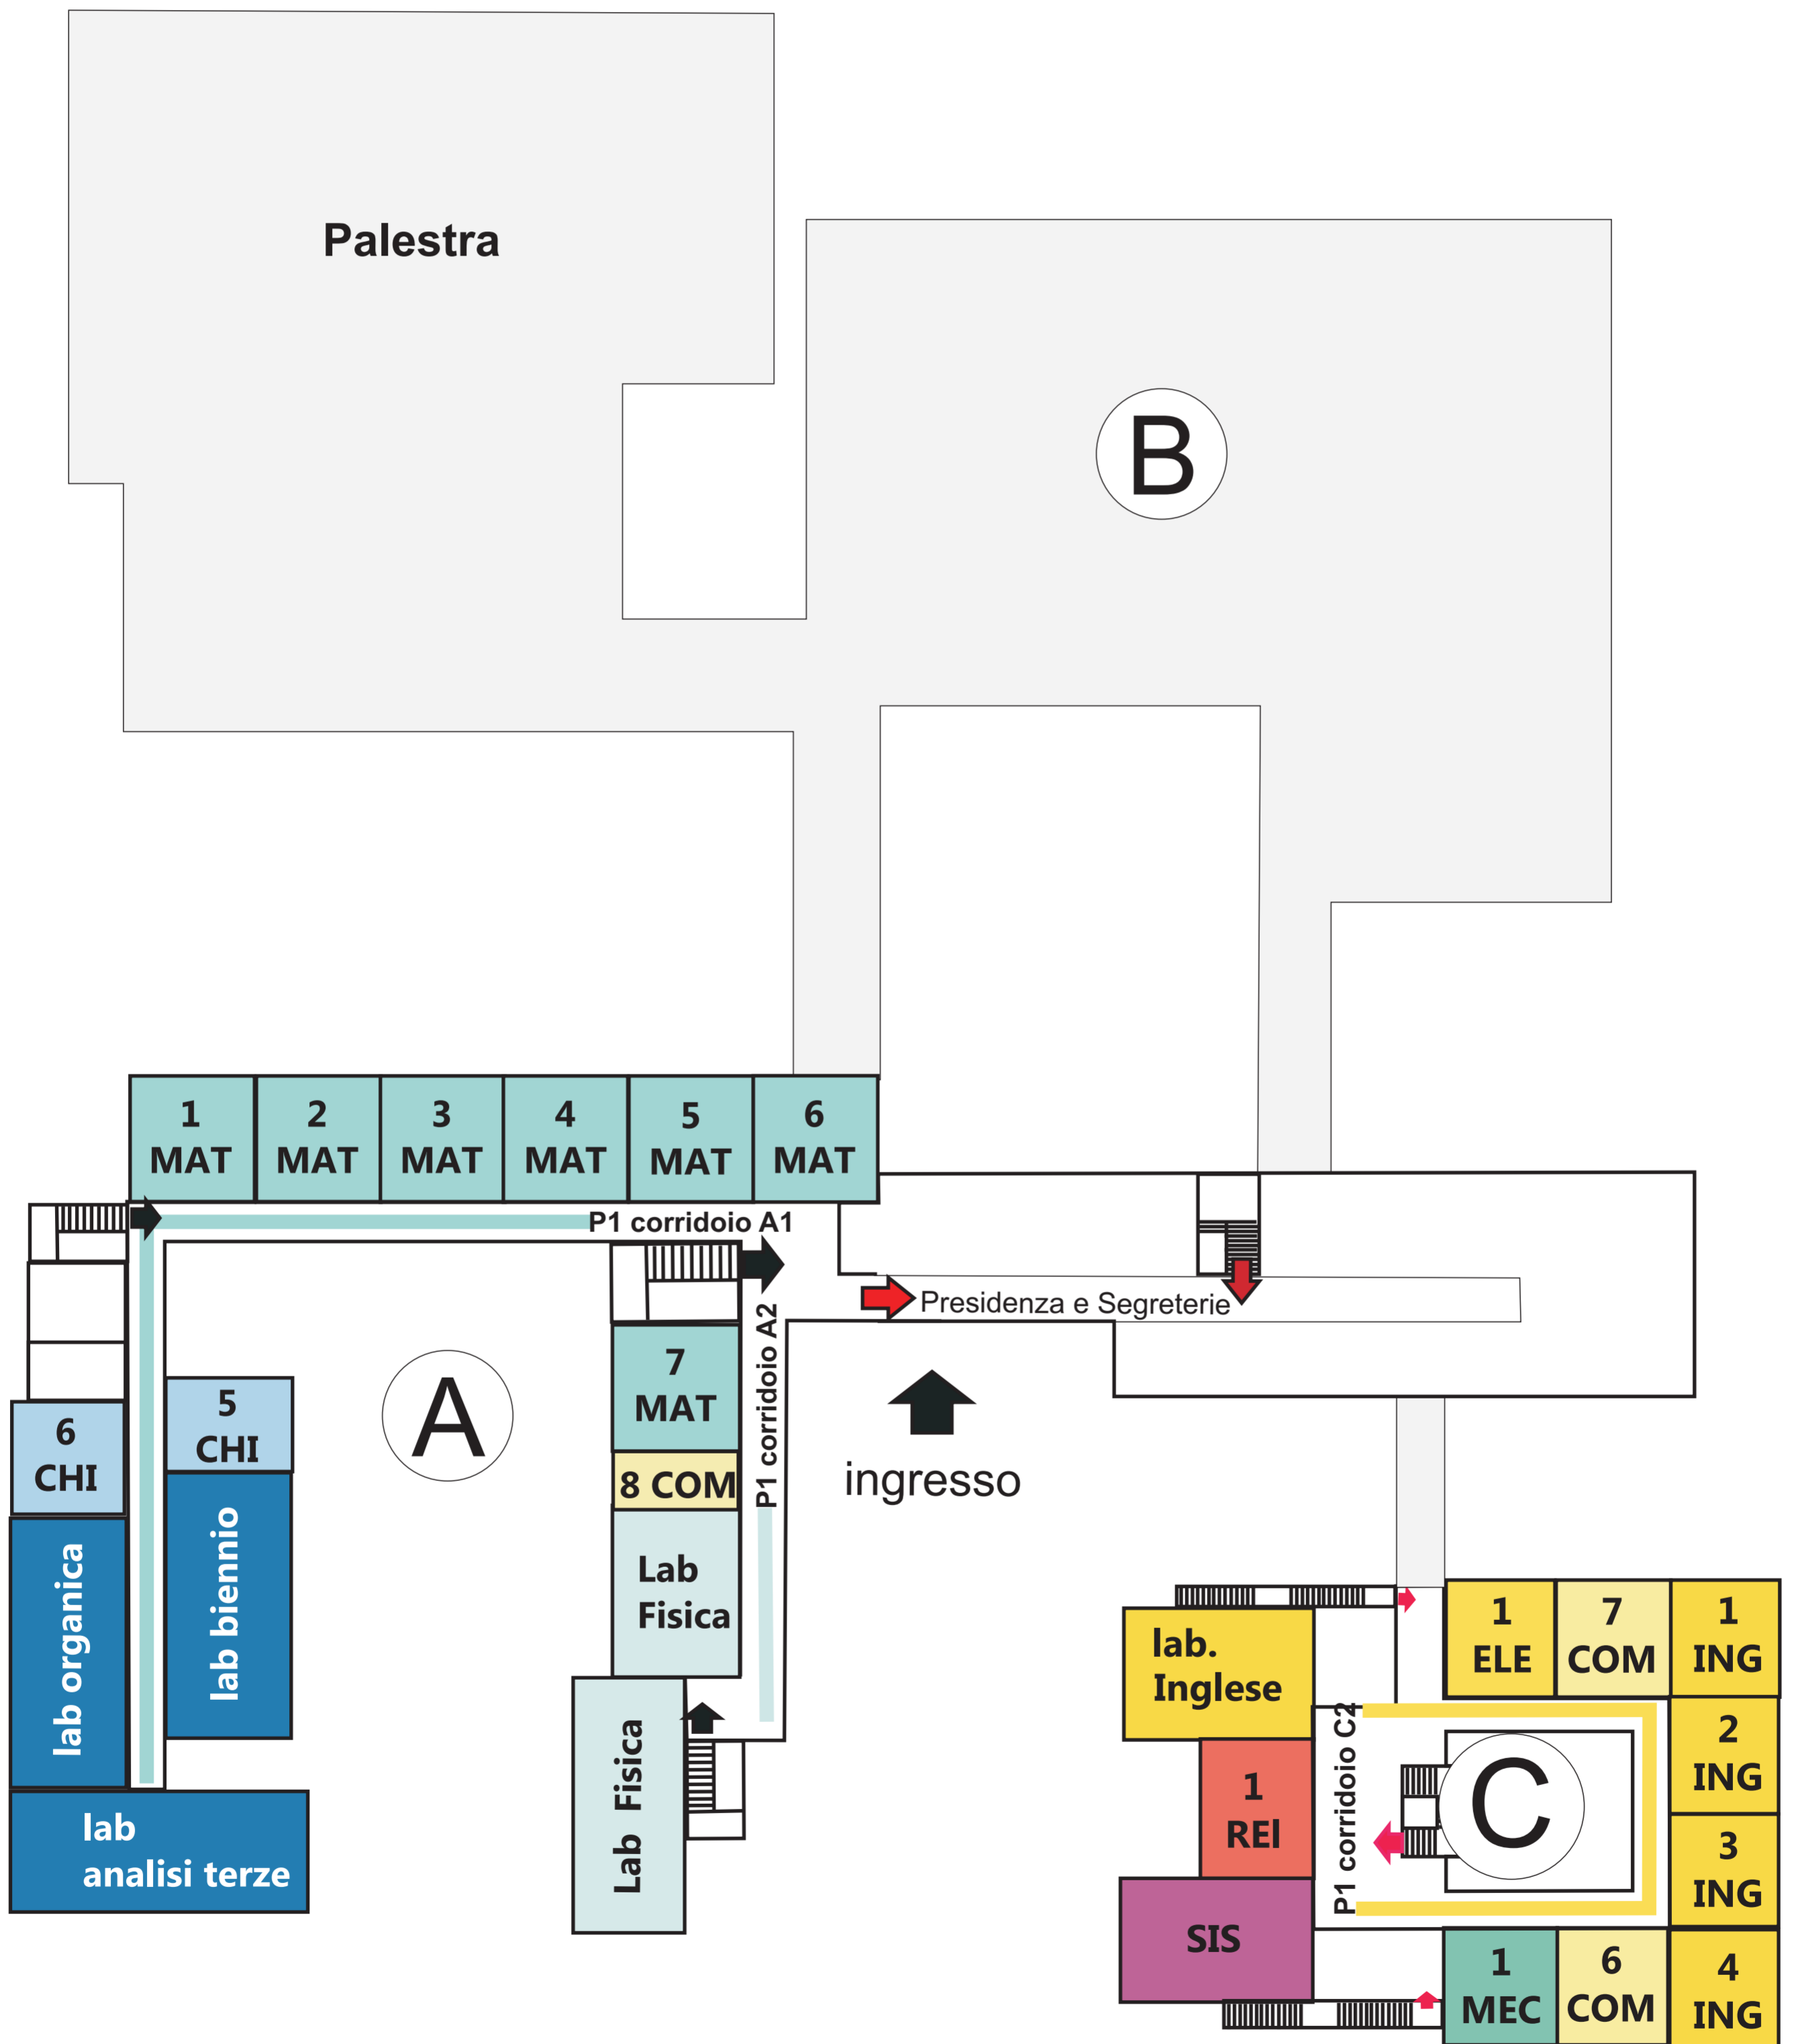 Palestra
B
1
MAT
2
MAT
3
MAT
4
MAT
5
MAT
6
MAT
P1 corridoio A1
Presidenza e Segreterie
P1 corridoio A2
7
MAT
8 COM
Lab
Fisica
Lab Fisica
A
5
CHI
6
CHI
lab organica
lab biennio
lab
analisi terze
ingresso
lab.
Inglese
1
ELE
7
COM
1
ING
2
ING
3
ING
4
ING
P1 corridoio C2
C
1
REl
SIS
1
MEC
6
COM